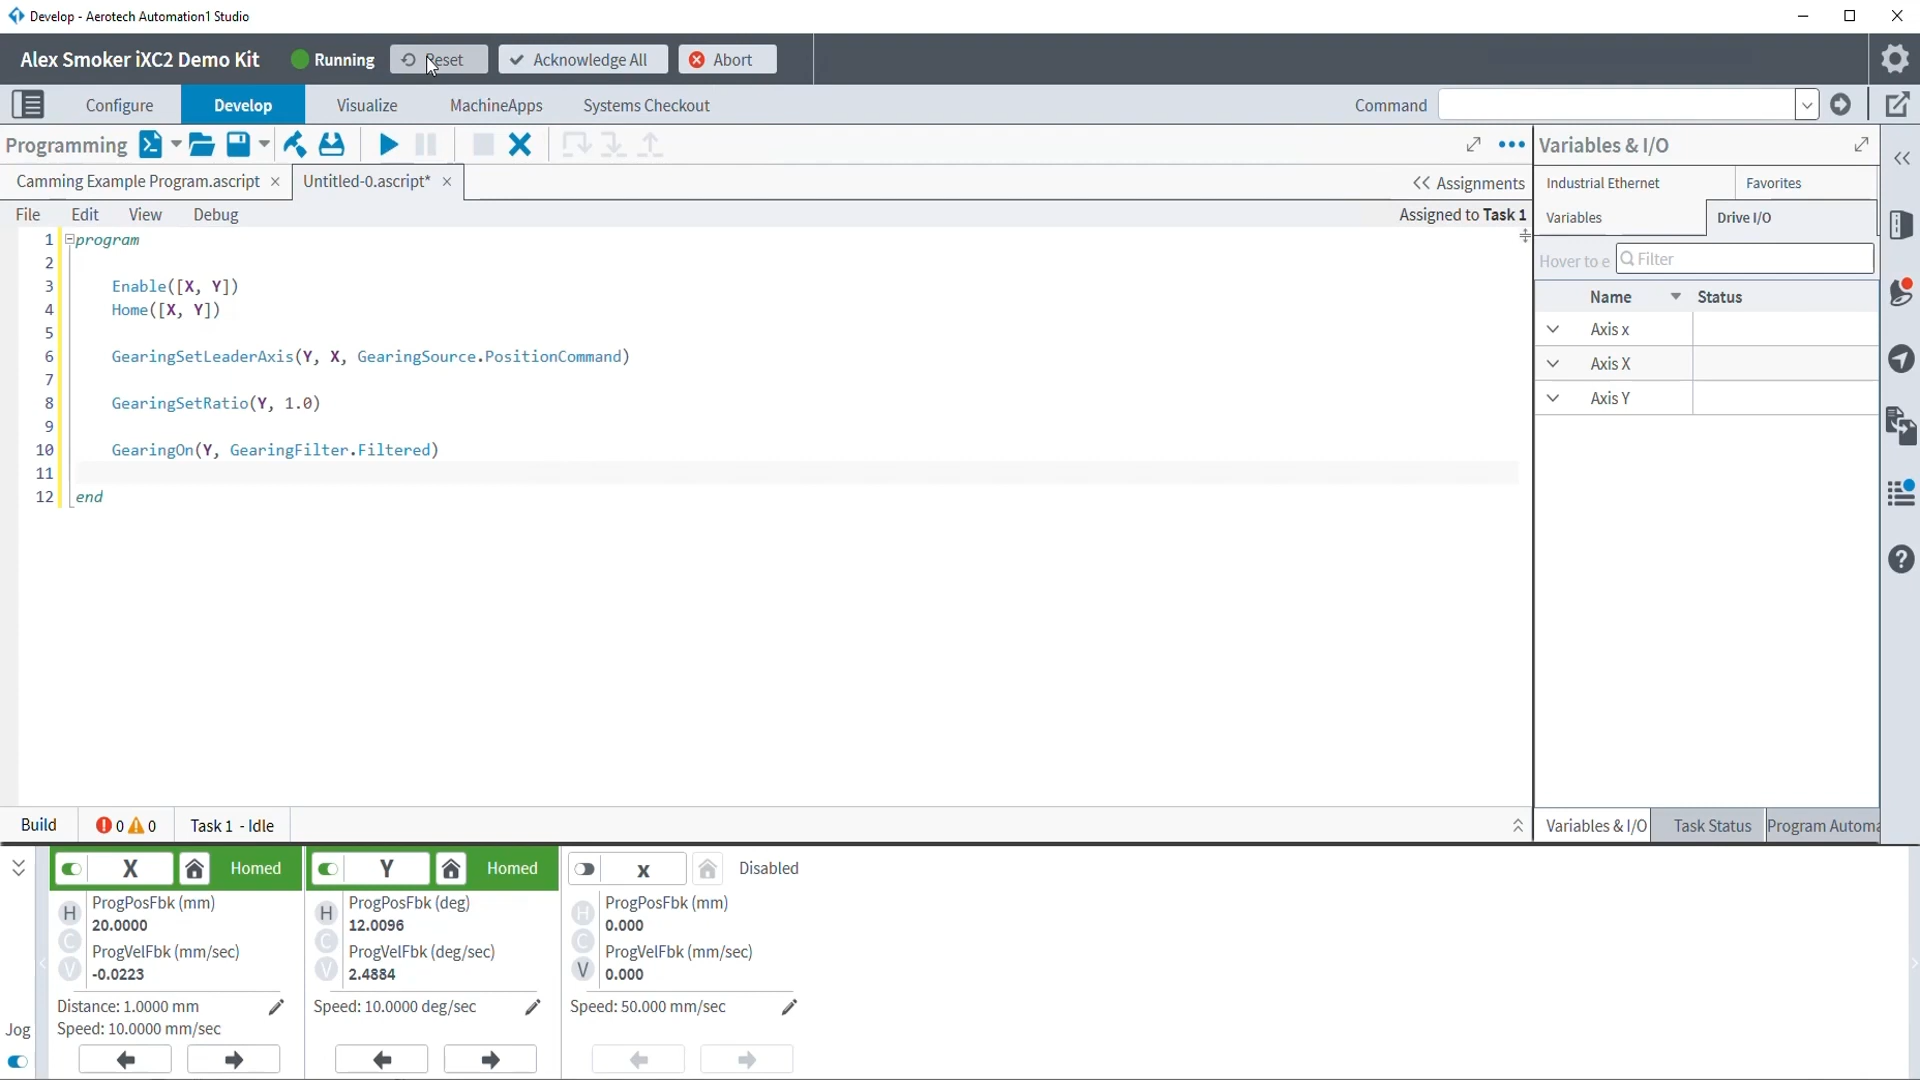 Develop - Aerotech Automation1 Studio
Alex Smoker iXC2 Demo Kit Running Reset Acknowledge All Abort
Configure Develop Visualize MachineApps Systems Checkout Command
Programming Variables & I/O
Camming Example Program.ascript × Untitled-0.ascript* × << Assignments Industrial Ethernet Favorites
File Edit View Debug Assigned to Task 1 Variables Drive I/O
Hover to e Filter
Name Status
Axis x
Axis X
Axis Y
1 program
2
3 Enable([X, Y])
4 Home([X, Y])
5
6 GearingSetLeaderAxis(Y, X, GearingSource.PositionCommand)
7
8 GearingSetRatio(Y, 1.0)
9
10 GearingOn(Y, GearingFilter.Filtered)
11
12 end
Build 0 0 Task 1 - Idle Variables & I/O Task Status Program Automa
X Homed
H ProgPosFbk (mm)
20.0000
C ProgVelFbk (mm/sec)
V -0.0223
Distance: 1.0000 mm
Speed: 10.0000 mm/sec
Y Homed
H ProgPosFbk (deg)
12.0096
C ProgVelFbk (deg/sec)
V 2.4884
Speed: 10.0000 deg/sec
x Disabled
H ProgPosFbk (mm)
0.000
C ProgVelFbk (mm/sec)
V 0.000
Speed: 50.000 mm/sec
Jog